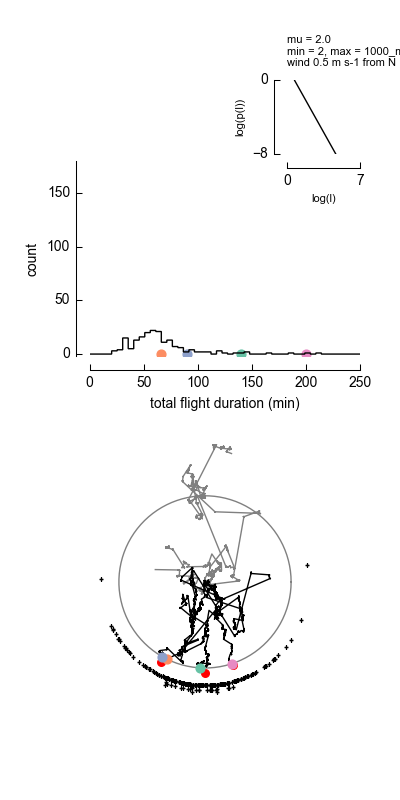 mu = 2.0
min = 2, max = 1000_m
wind 0.5 m s-1 from N
log(p(l))
0
−8
0
7
log(l)
count
150
100
50
0
0
50
100
150
200
250
total flight duration (min)